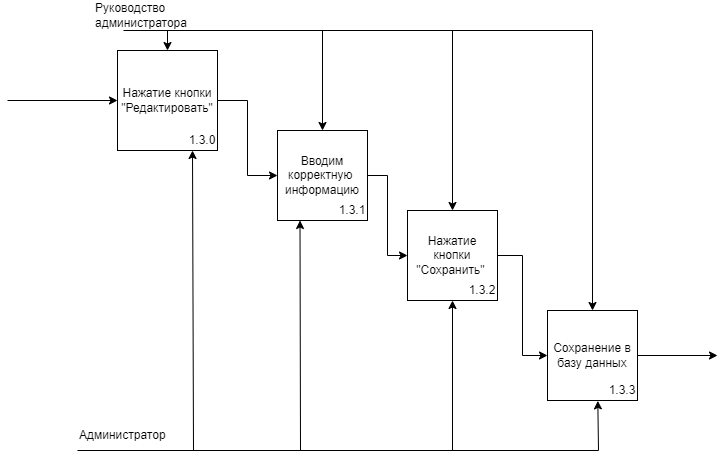 Руководство
администратора
Нажатие кнопки
"Редактировать"
1.3.0
Вводим
корректную
информацию
1.3.1
Нажатие
кнопки
"Сохранить"
1.3.2
Сохранение в
базу данных
1.3.3
Администратор